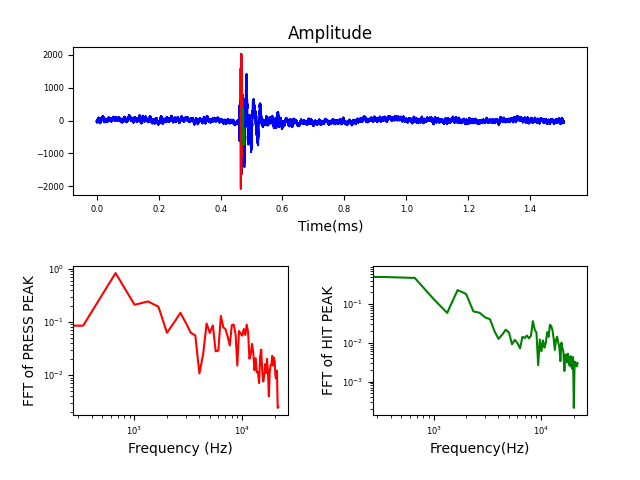 Amplitude
2000
1000
0
−1000
−2000
0.0 0.2 0.4 0.6 0.8 1.0 1.2 1.4
Time(ms)
FFT of PRESS PEAK
10⁰
10⁻¹
10⁻²
10³ 10⁴
Frequency (Hz)
FFT of HIT PEAK
10⁻¹
10⁻²
10⁻³
10³ 10⁴
Frequency(Hz)